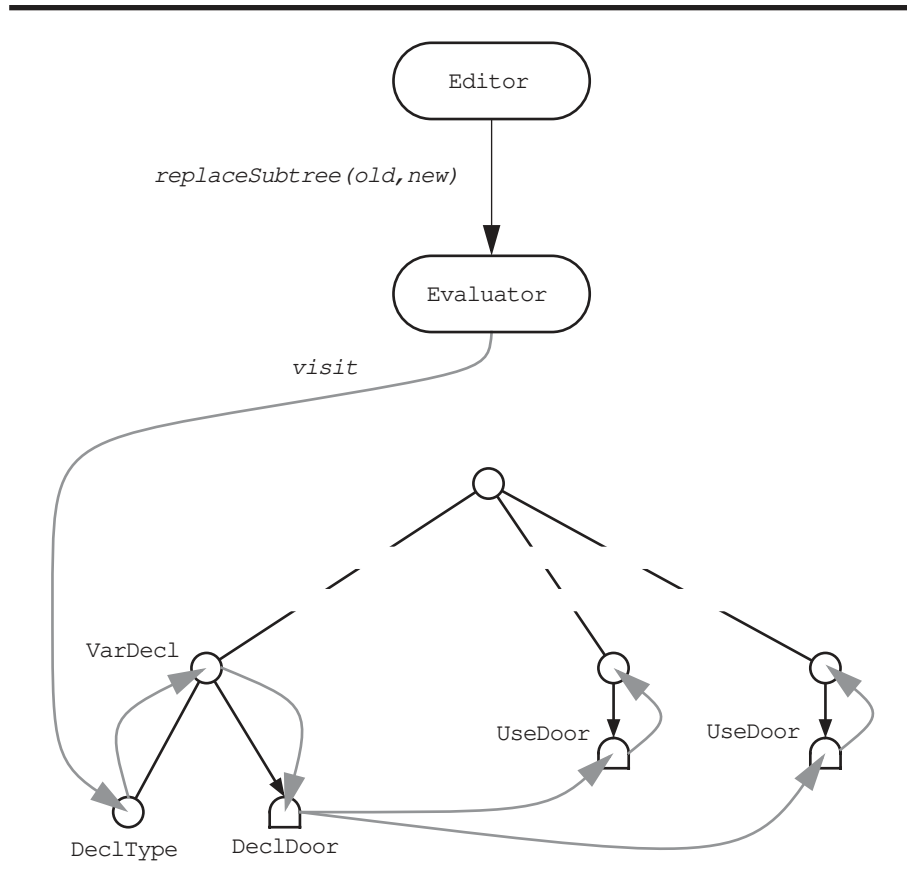 Editor
replaceSubtree(old,new)
Evaluator
visit
VarDecl
UseDoor
UseDoor
DeclType
DeclDoor